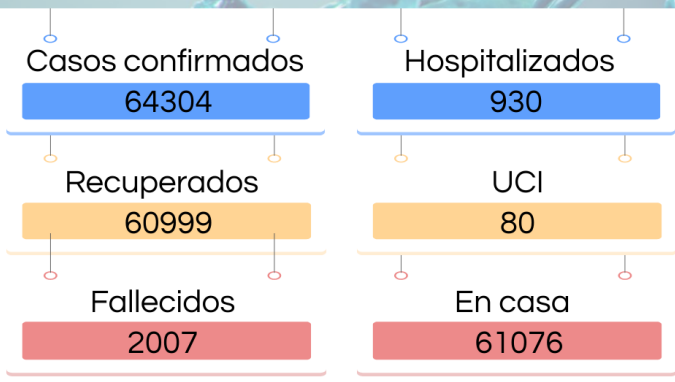 Casos confirmados
64304
Hospitalizados
930
Recuperados
60999
UCI
80
Fallecidos
2007
En casa
61076